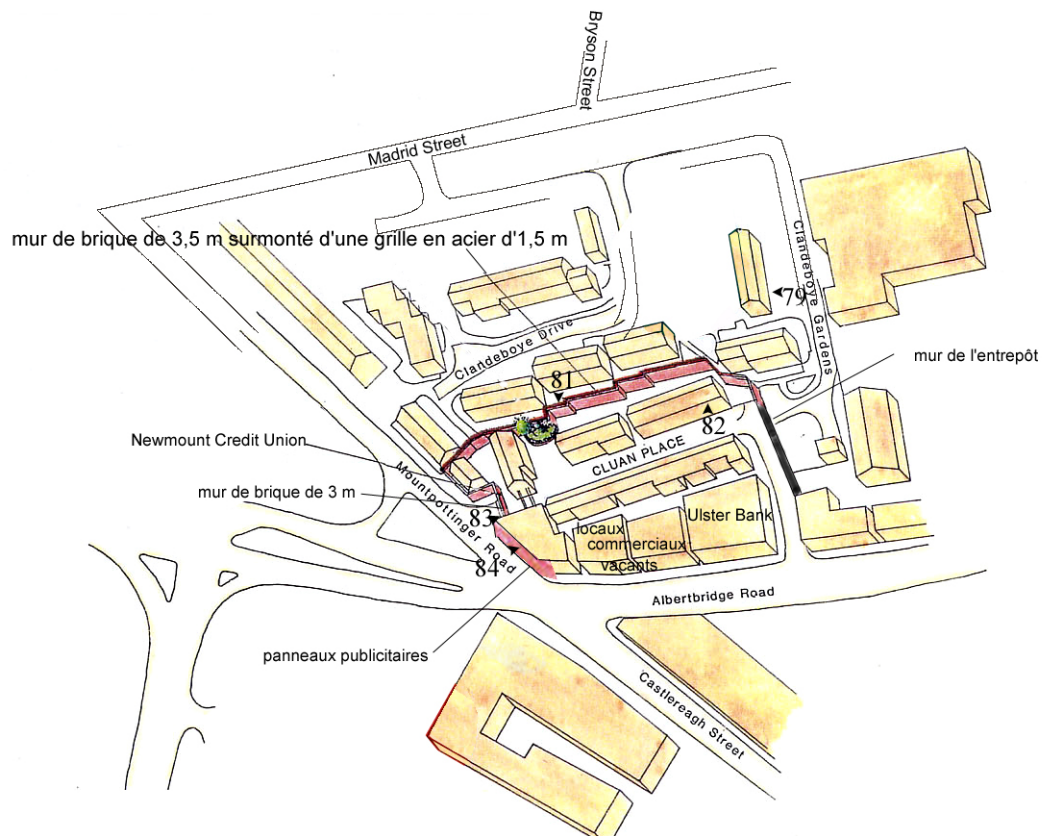 Bryson Street
Madrid Street
mur de brique de 3,5 m surmonté d'une grille en acier d'1,5 m
Clandeboye Gardens
79
Clandeboye Drive
mur de l'entrepôt
81
82
Newmount Credit Union
CLUAN PLACE
mur de brique de 3 m
Mountpottinger Road
83
Ulster Bank
locaux
commerciaux
vacants
84
Albertbridge Road
panneaux publicitaires
Castlereagh Street